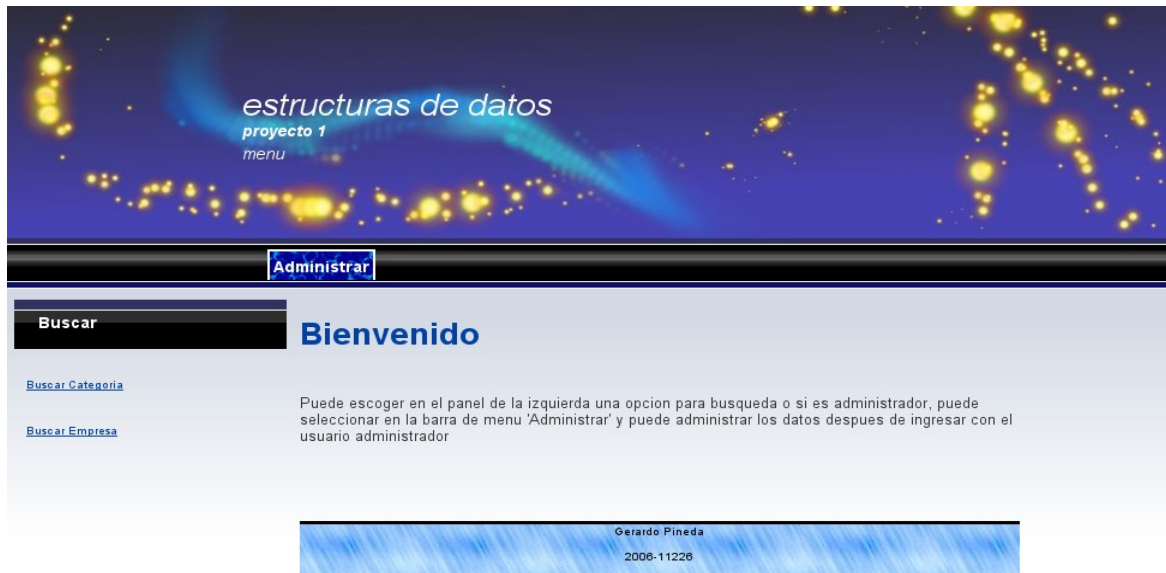 estructuras de datos
proyecto 1
menu
Administrar
Buscar
Buscar Categoria
Buscar Empresa
Bienvenido
Puede escoger en el panel de la izquierda una opcion para busqueda o si es administrador, puede
seleccionar en la barra de menu 'Administrar' y puede administrar los datos despues de ingresar con el
usuario administrador
Gerardo Pineda
2006-11226